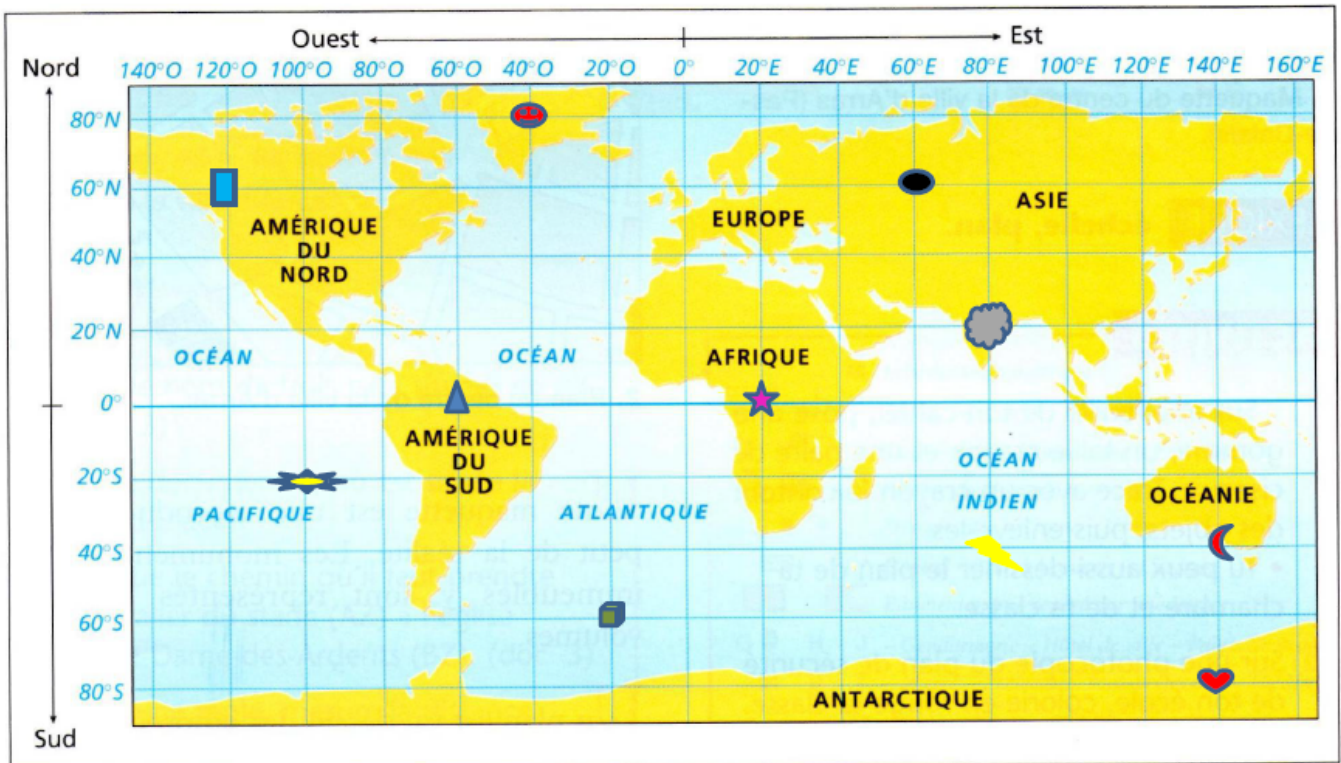 Ouest Est
Nord
140°O 120°O 100°O 80°O 60°O 40°O 20°O 0° 20°E 40°E 60°E 80°E 100°E 120°E 140°E 160°E
80°N
60°N
ASIE
EUROPE
AMÉRIQUE
DU
NORD
40°N
20°N
OCÉAN
OCÉAN
AFRIQUE
0°
AMÉRIQUE
DU
SUD
20°S
OCÉAN
INDIEN
OCÉANIE
PACIFIQUE
ATLANTIQUE
40°S
60°S
80°S
ANTARCTIQUE
Sud